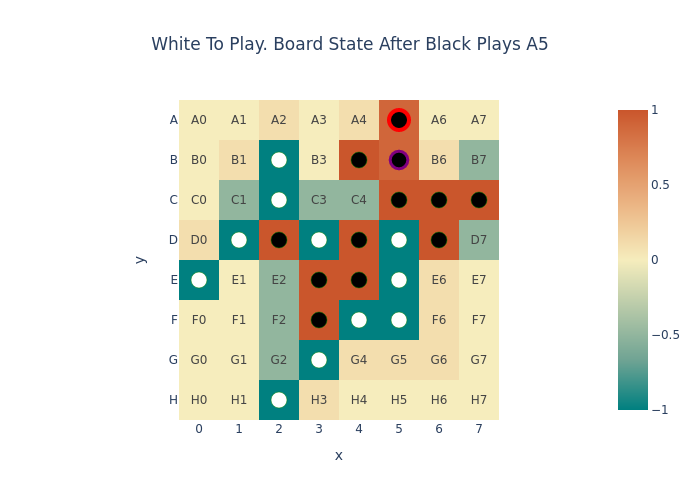 White To Play. Board State After Black Plays A5
A A0 A1 A2 A3 A4 A6 A7 1
B B0 B1 B3 B6 B7
C C0 C1 C3 C4 0.5
D D0 D7
y 0
E E1 E2 E6 E7
F F0 F1 F2 F6 F7 −0.5
G G0 G1 G2 G4 G5 G6 G7
H H0 H1 H3 H4 H5 H6 H7 −1
0 1 2 3 4 5 6 7
x